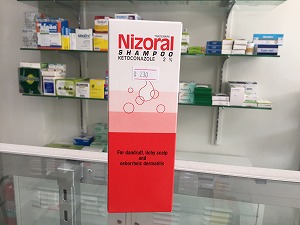 Nizoral
SHAMPOO
KETOCONAZOLE 2 %
230
For dandruff, itchy scalp
and
seborrheic dermatitis